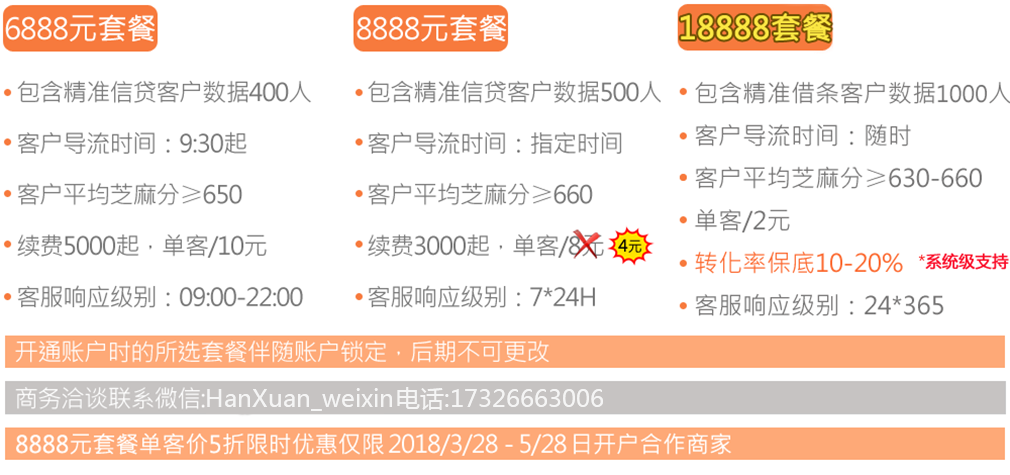 6888元套餐
• 包含精准信贷客户数据400人
• 客户导流时间：9:30起
• 客户平均芝麻分≥650
• 续费5000起，单客/10元
• 客服响应级别：09:00-22:00
8888元套餐
• 包含精准信贷客户数据500人
• 客户导流时间：指定时间
• 客户平均芝麻分≥660
• 续费3000起，单客/8元 4元
• 客服响应级别：7*24H
18888套餐
• 包含精准借条客户数据1000人
• 客户导流时间：随时
• 客户平均芝麻分≥630-660
• 单客/2元
• 转化率保底10-20% *系统级支持
• 客服响应级别：24*365
开通账户时的所选套餐伴随账户锁定，后期不可更改
商务洽谈联系微信:HanXuan_weixin电话:17326663006
8888元套餐单客价5折限时优惠仅限2018/3/28-5/28日开户合作商家